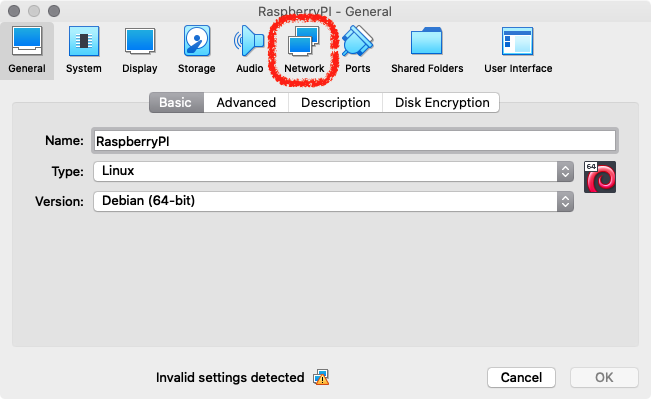 RaspberryPI - General
General System Display Storage Audio Network Ports Shared Folders User Interface
Basic Advanced Description Disk Encryption
Name: RaspberryPI
Type: Linux
64
Version: Debian (64-bit)
Invalid settings detected Cancel OK